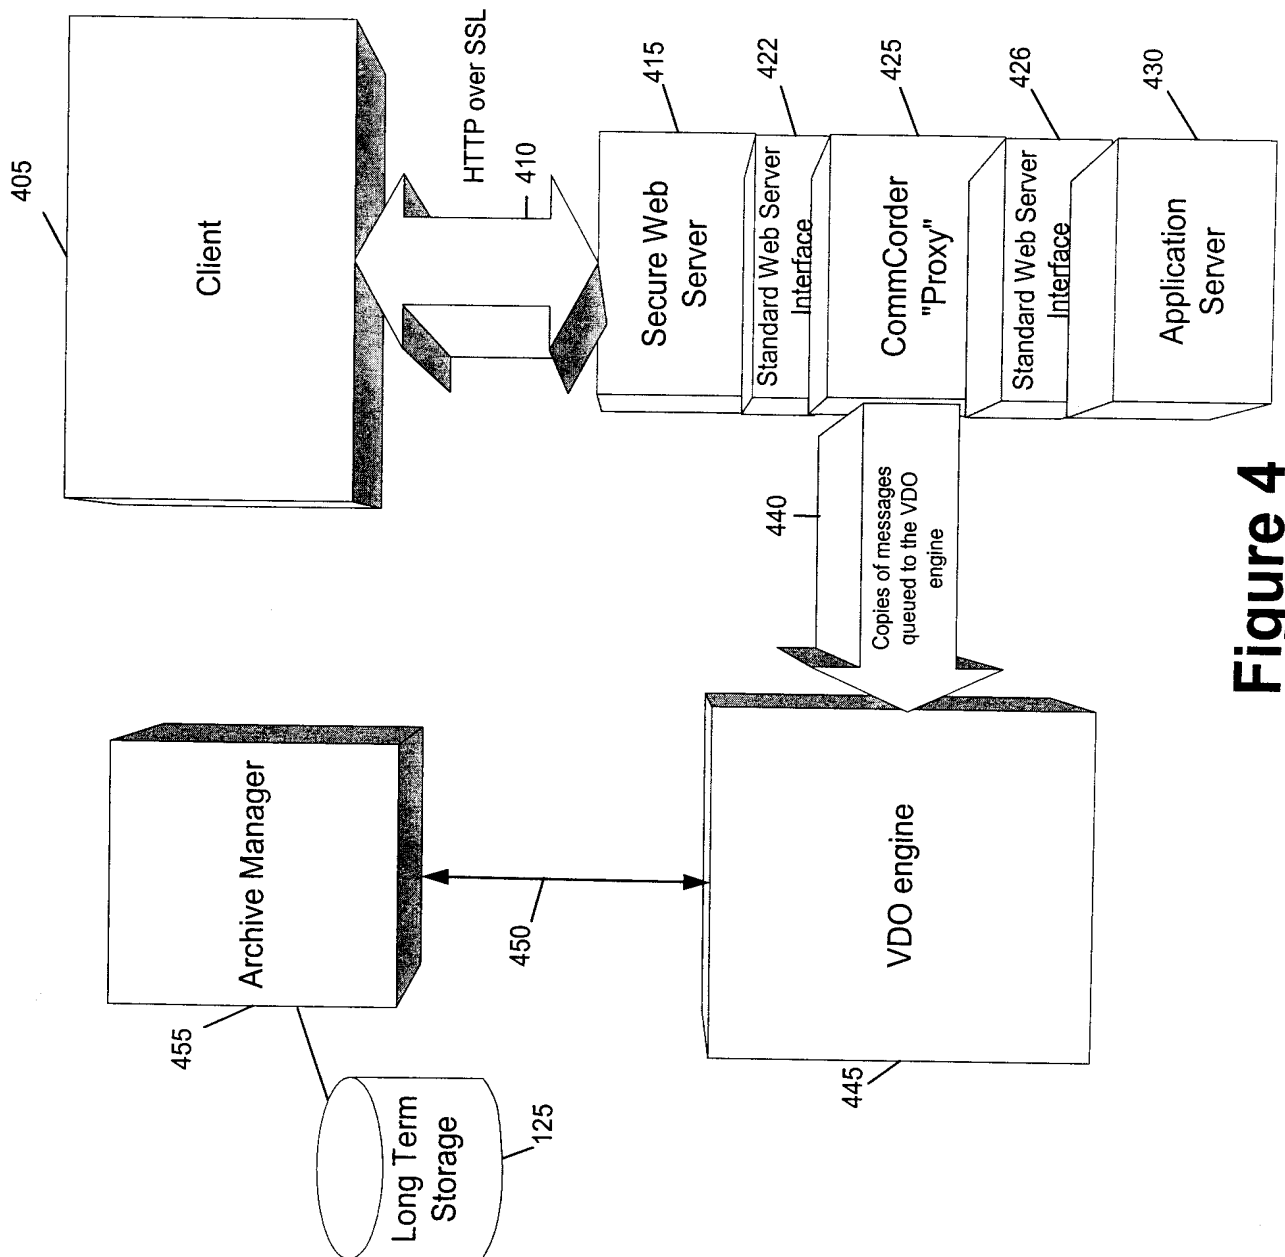 405
Client
455
Archive Manager
Long Term
Storage
125
HTTP over SSL
410
450
415
Secure Web
Server
422
Standard Web Server
Interface
425
CommCorder
"Proxy"
426
Standard Web Server
Interface
430
Application
Server
440
Copies of messages
queued to the VDO
engine
VDO engine
445
Figure 4